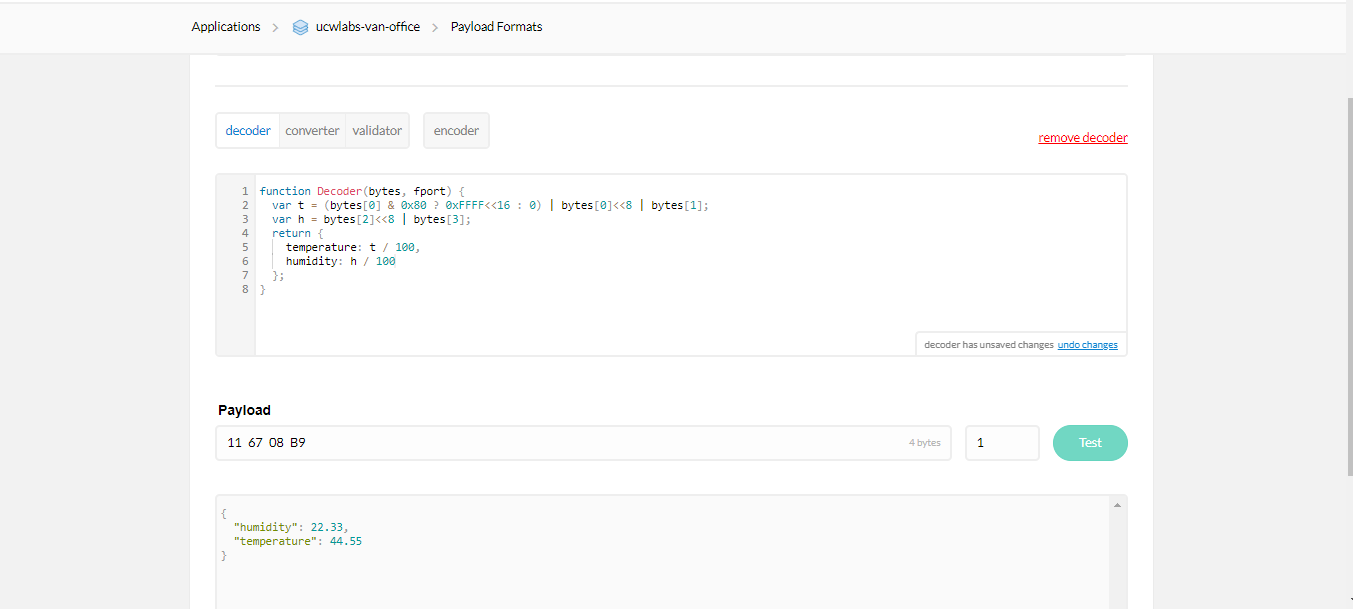 Applications > ucwlabs-van-office > Payload Formats
decoder converter validator encoder
remove decoder
1 function Decoder(bytes, fport) {
2   var t = (bytes[0] & 0x80 ? 0xFFFF<<16 : 0) | bytes[0]<<8 | bytes[1];
3   var h = bytes[2]<<8 | bytes[3];
4   return {
5     temperature: t / 100,
6     humidity: h / 100
7   };
8 }
decoder has unsaved changes undo changes
Payload
11 67 08 B9 4 bytes 1 Test
{
  "humidity": 22.33,
  "temperature": 44.55
}